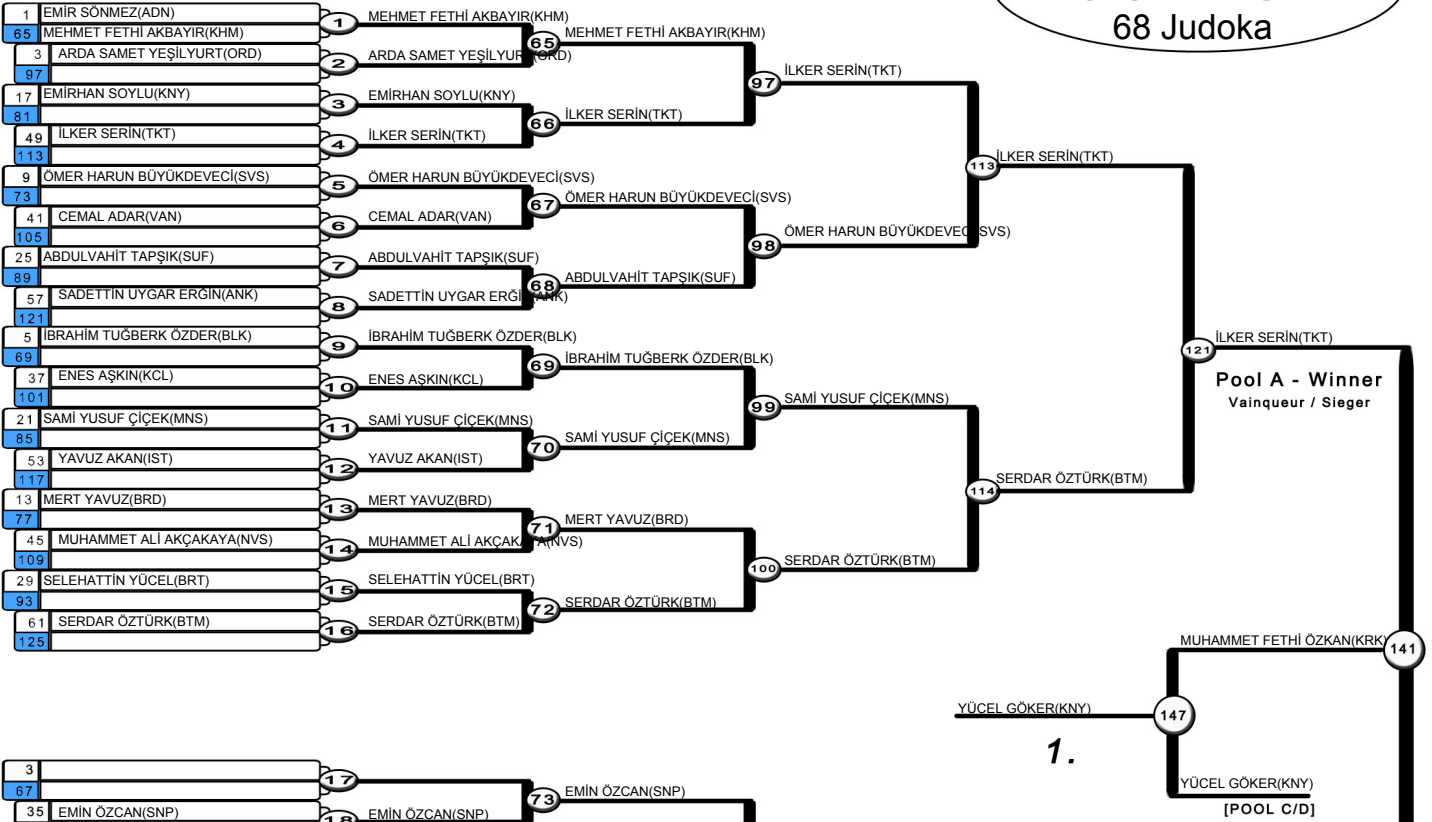 68 Judoka
1 EMİR SÖNMEZ(ADN)
65 MEHMET FETHİ AKBAYIR(KHM)
1 MEHMET FETHİ AKBAYIR(KHM)
3 ARDA SAMET YEŞİLYURT(ORD)
97
2 ARDA SAMET YEŞİLYURT(ORD)
65 MEHMET FETHİ AKBAYIR(KHM)
17 EMİRHAN SOYLU(KNY)
81
3 EMİRHAN SOYLU(KNY)
49 İLKER SERİN(TKT)
113
4 İLKER SERİN(TKT)
66 İLKER SERİN(TKT)
97 İLKER SERİN(TKT)
9 ÖMER HARUN BÜYÜKDEVECİ(SVS)
73
5 ÖMER HARUN BÜYÜKDEVECİ(SVS)
41 CEMAL ADAR(VAN)
105
6 CEMAL ADAR(VAN)
67 ÖMER HARUN BÜYÜKDEVECİ(SVS)
25 ABDULVAHİT TAPŞIK(SUF)
89
7 ABDULVAHİT TAPŞIK(SUF)
57 SADETTİN UYGAR ERĞİN(ANK)
121
8 SADETTİN UYGAR ERĞİN(ANK)
68 ABDULVAHİT TAPŞIK(SUF)
98 ÖMER HARUN BÜYÜKDEVECİ(SVS)
113 İLKER SERİN(TKT)
5 İBRAHİM TUĞBERK ÖZDER(BLK)
69
9 İBRAHİM TUĞBERK ÖZDER(BLK)
37 ENES AŞKIN(KCL)
101
10 ENES AŞKIN(KCL)
69 İBRAHİM TUĞBERK ÖZDER(BLK)
21 SAMİ YUSUF ÇİÇEK(MNS)
85
11 SAMİ YUSUF ÇİÇEK(MNS)
53 YAVUZ AKAN(IST)
117
12 YAVUZ AKAN(IST)
70 SAMİ YUSUF ÇİÇEK(MNS)
99 SAMİ YUSUF ÇİÇEK(MNS)
13 MERT YAVUZ(BRD)
77
13 MERT YAVUZ(BRD)
45 MUHAMMET ALİ AKÇAKAYA(NVS)
109
14 MUHAMMET ALİ AKÇAKAYA(NVS)
71 MERT YAVUZ(BRD)
29 SELEHATTİN YÜCEL(BRT)
93
15 SELEHATTİN YÜCEL(BRT)
61 SERDAR ÖZTÜRK(BTM)
125
16 SERDAR ÖZTÜRK(BTM)
72 SERDAR ÖZTÜRK(BTM)
100 SERDAR ÖZTÜRK(BTM)
114 SERDAR ÖZTÜRK(BTM)
121 İLKER SERİN(TKT)
Pool A - Winner
Vainqueur / Sieger
MUHAMMET FETHİ ÖZKAN(KRK) 141
YÜCEL GÖKER(KNY) 147
1.
YÜCEL GÖKER(KNY)
[POOL C/D]
3
67
17
35 EMİN ÖZCAN(SNP)
18 EMİN ÖZCAN(SNP)
73 EMİN ÖZCAN(SNP)